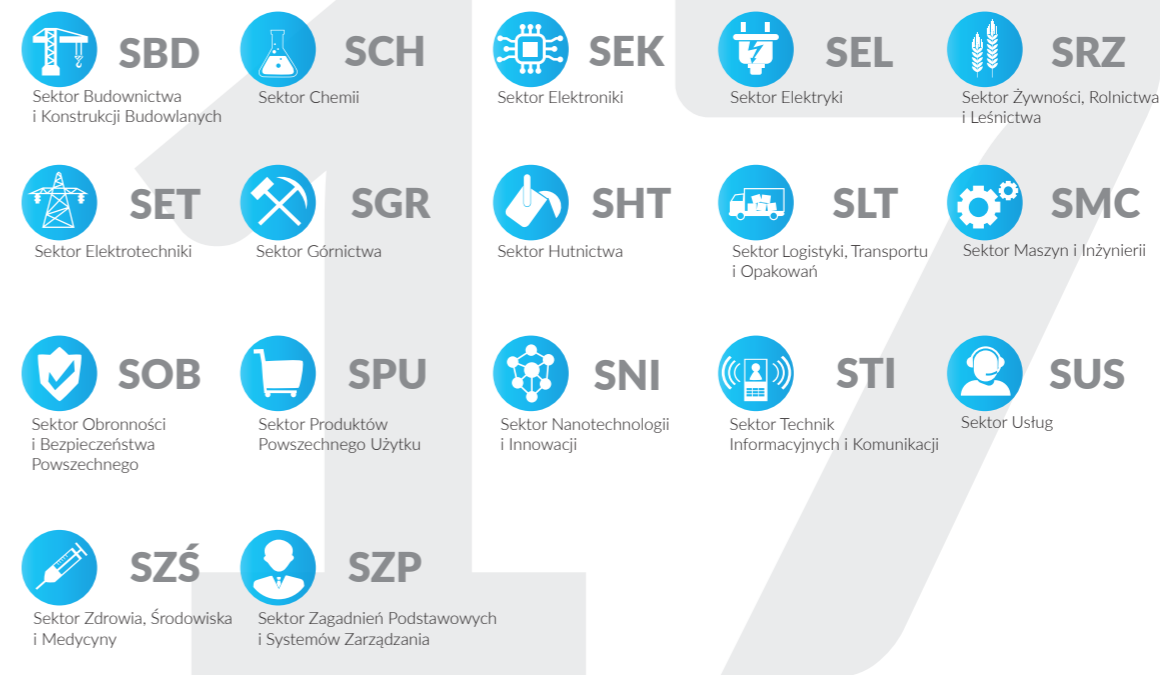 17
SBD
Sektor Budownictwa
i Konstrukcji Budowlanych
SCH
Sektor Chemii
SEK
Sektor Elektroniki
SEL
Sektor Elektryki
SRZ
Sektor Żywności, Rolnictwa
i Leśnictwa
SET
Sektor Elektrotechniki
SGR
Sektor Górnictwa
SHT
Sektor Hutnictwa
SLT
Sektor Logistyki, Transportu
i Opakowań
SMC
Sektor Maszyn i Inżynierii
SOB
Sektor Obronności
i Bezpieczeństwa
Powszechnego
SPU
Sektor Produktów
Powszechnego Użytku
SNI
Sektor Nanotechnologii
i Innowacji
STI
Sektor Technik
Informacyjnych i Komunikacji
SUS
Sektor Usług
SZŚ
Sektor Zdrowia, Środowiska
i Medycyny
SZP
Sektor Zagadnień Podstawowych
i Systemów Zarządzania